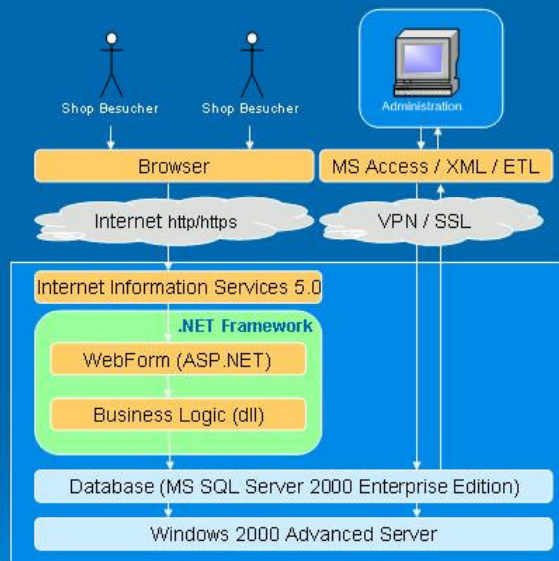 Shop Besucher
Shop Besucher
Administration
Browser
MS Access / XML / ETL
Internet http/https
VPN / SSL
Internet Information Services 5.0
.NET Framework
WebForm (ASP.NET)
Business Logic (dll)
Database (MS SQL Server 2000 Enterprise Edition)
Windows 2000 Advanced Server